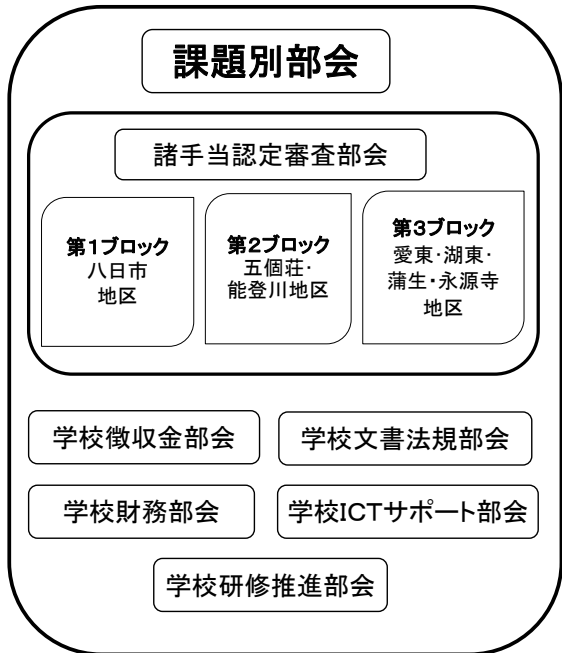 課題別部会
諸手当認定審査部会
第1ブロック
八日市
地区
第2ブロック
五個荘･
能登川地区
第3ブロック
愛東･湖東･
蒲生・永源寺
地区
学校徴収金部会
学校文書法規部会
学校財務部会
学校ICTサポート部会
学校研修推進部会